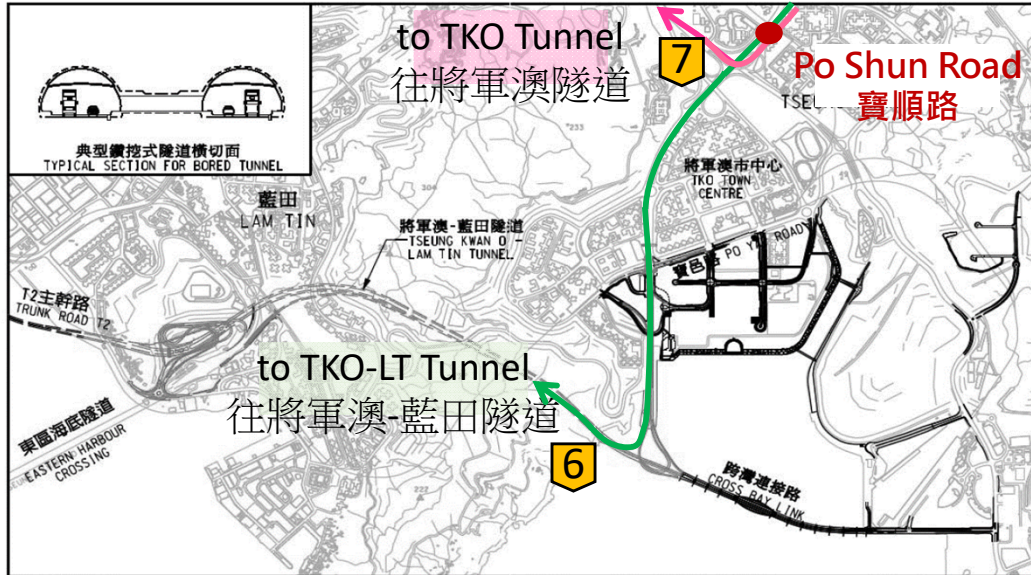 典型鑽挖式隧道橫切面
TYPICAL SECTION FOR BORED TUNNEL
to TKO Tunnel
往將軍澳隧道
7
Po Shun Road
寶順路
藍田
LAM TIN
將軍澳-藍田隧道
TSEUNG KWAN O -
LAM TIN TUNNEL
將軍澳市中心
TKO TOWN
CENTRE
寶邑路 PO YAP ROAD
T2主幹路
TRUNK ROAD T2
to TKO-LT Tunnel
往將軍澳-藍田隧道
6
東區海底隧道
EASTERN HARBOUR
CROSSING
跨灣連接路
CROSS BAY LINK
233
304
222